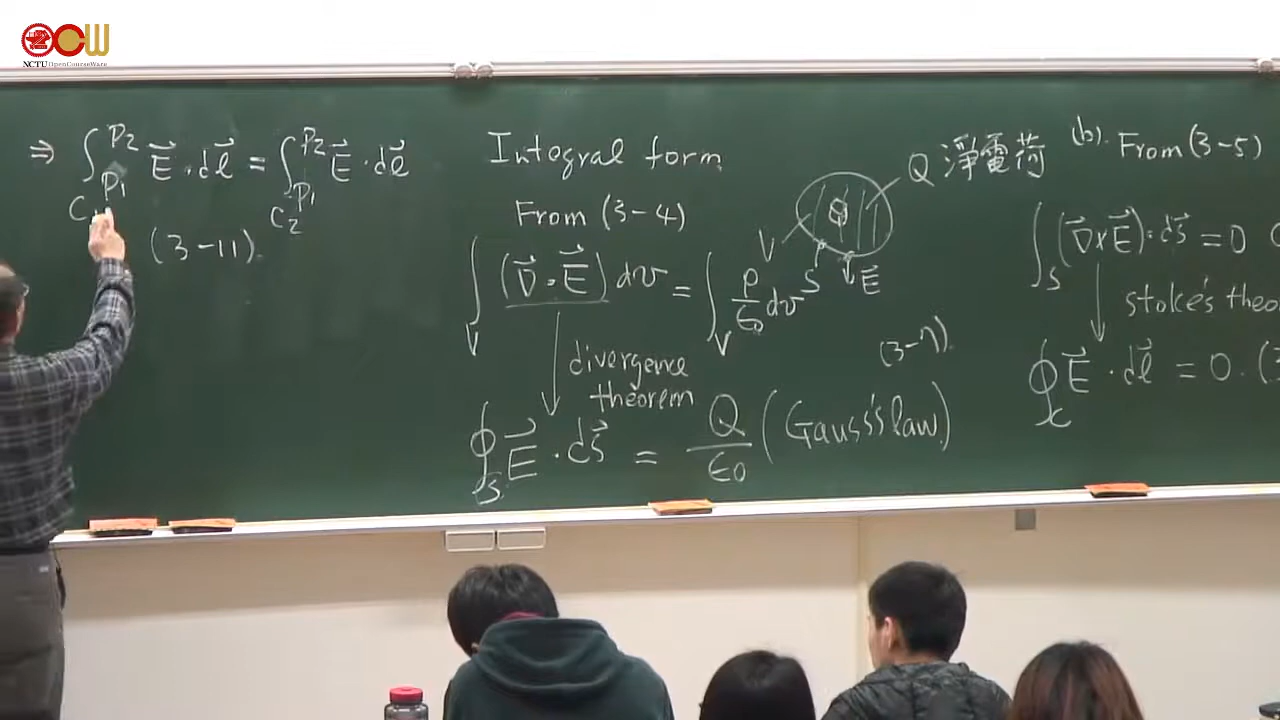 NCTU OpenCourseWare
⇒ ∫_{C₁ P₁}^{P₂} E⃗ · dℓ⃗ = ∫_{C₂ P₁}^{P₂} E⃗ · dℓ⃗
(3-11).
Integral form
From (3-4)
∫_V (∇⃗ · E⃗) dv = ∫_V ρ/ε₀ dv
divergence
theorem
(3-7).
∮_S E⃗ · ds⃗ = Q/ε₀ (Gauss's law.)
Q 淨電荷
V
S
E⃗
(b). From (3-5)
∫_S (∇⃗ × E⃗) · ds⃗ = 0
stoke's
∮_C E⃗ · dℓ⃗ = 0.